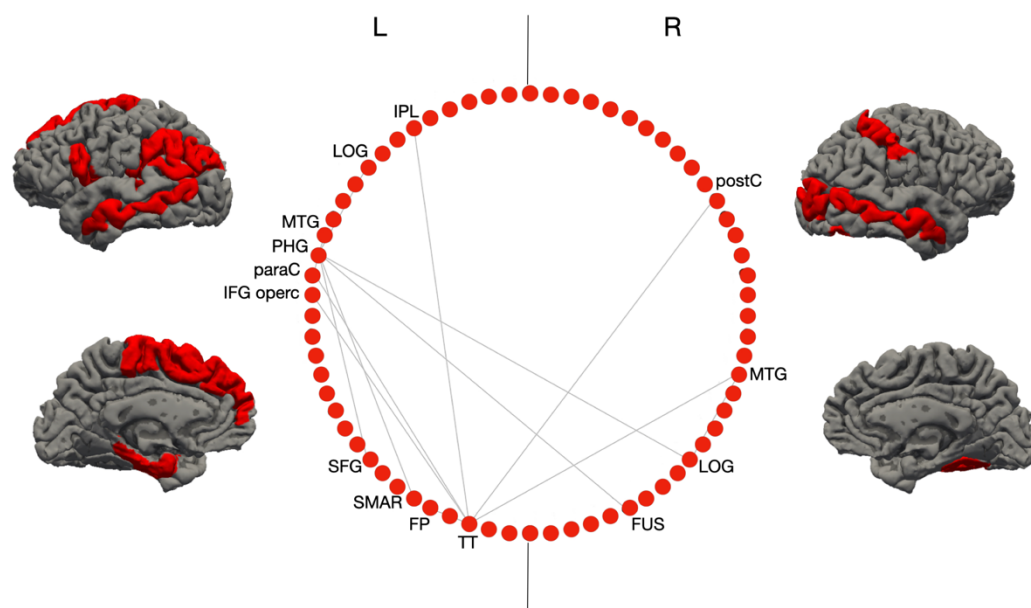 L
R
IPL
LOG
MTG
PHG
paraC
IFG operc
SFG
SMAR
FP
TT
postC
MTG
LOG
FUS